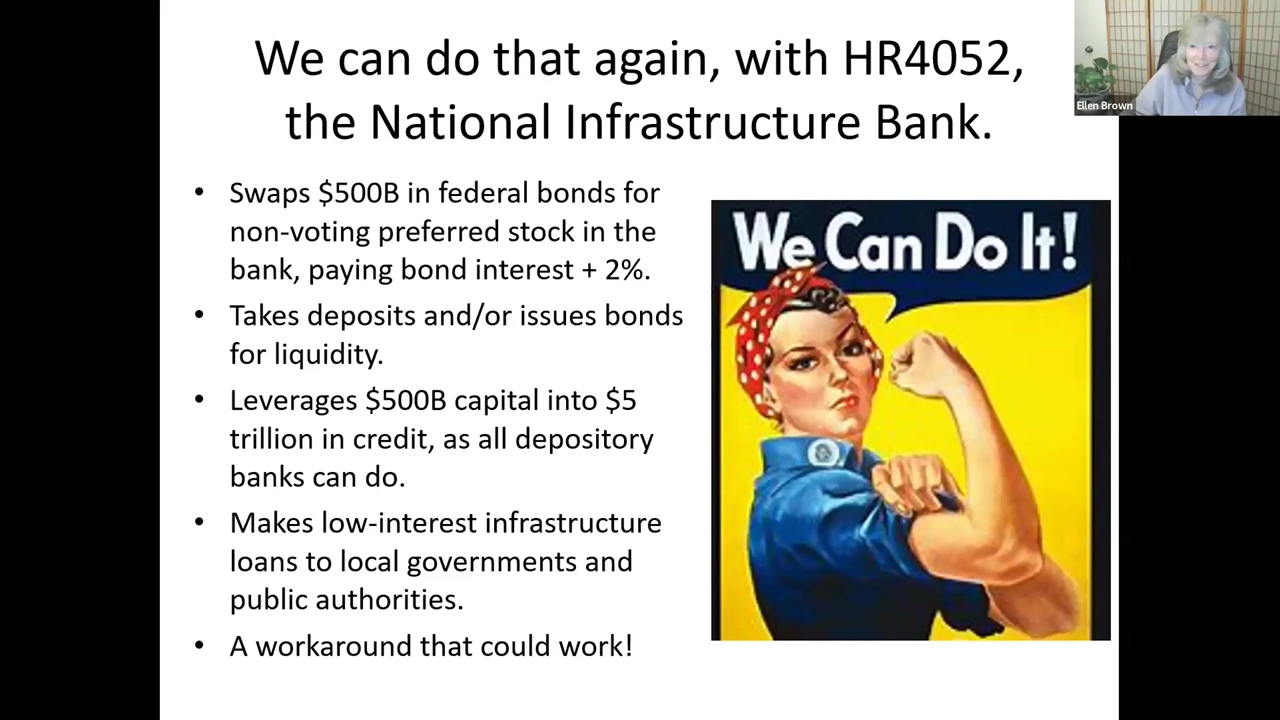 We can do that again, with HR4052,
the National Infrastructure Bank.
Ellen Brown
• Swaps $500B in federal bonds for
non-voting preferred stock in the
bank, paying bond interest + 2%.
• Takes deposits and/or issues bonds
for liquidity.
• Leverages $500B capital into $5
trillion in credit, as all depository
banks can do.
• Makes low-interest infrastructure
loans to local governments and
public authorities.
• A workaround that could work!
We Can Do It!